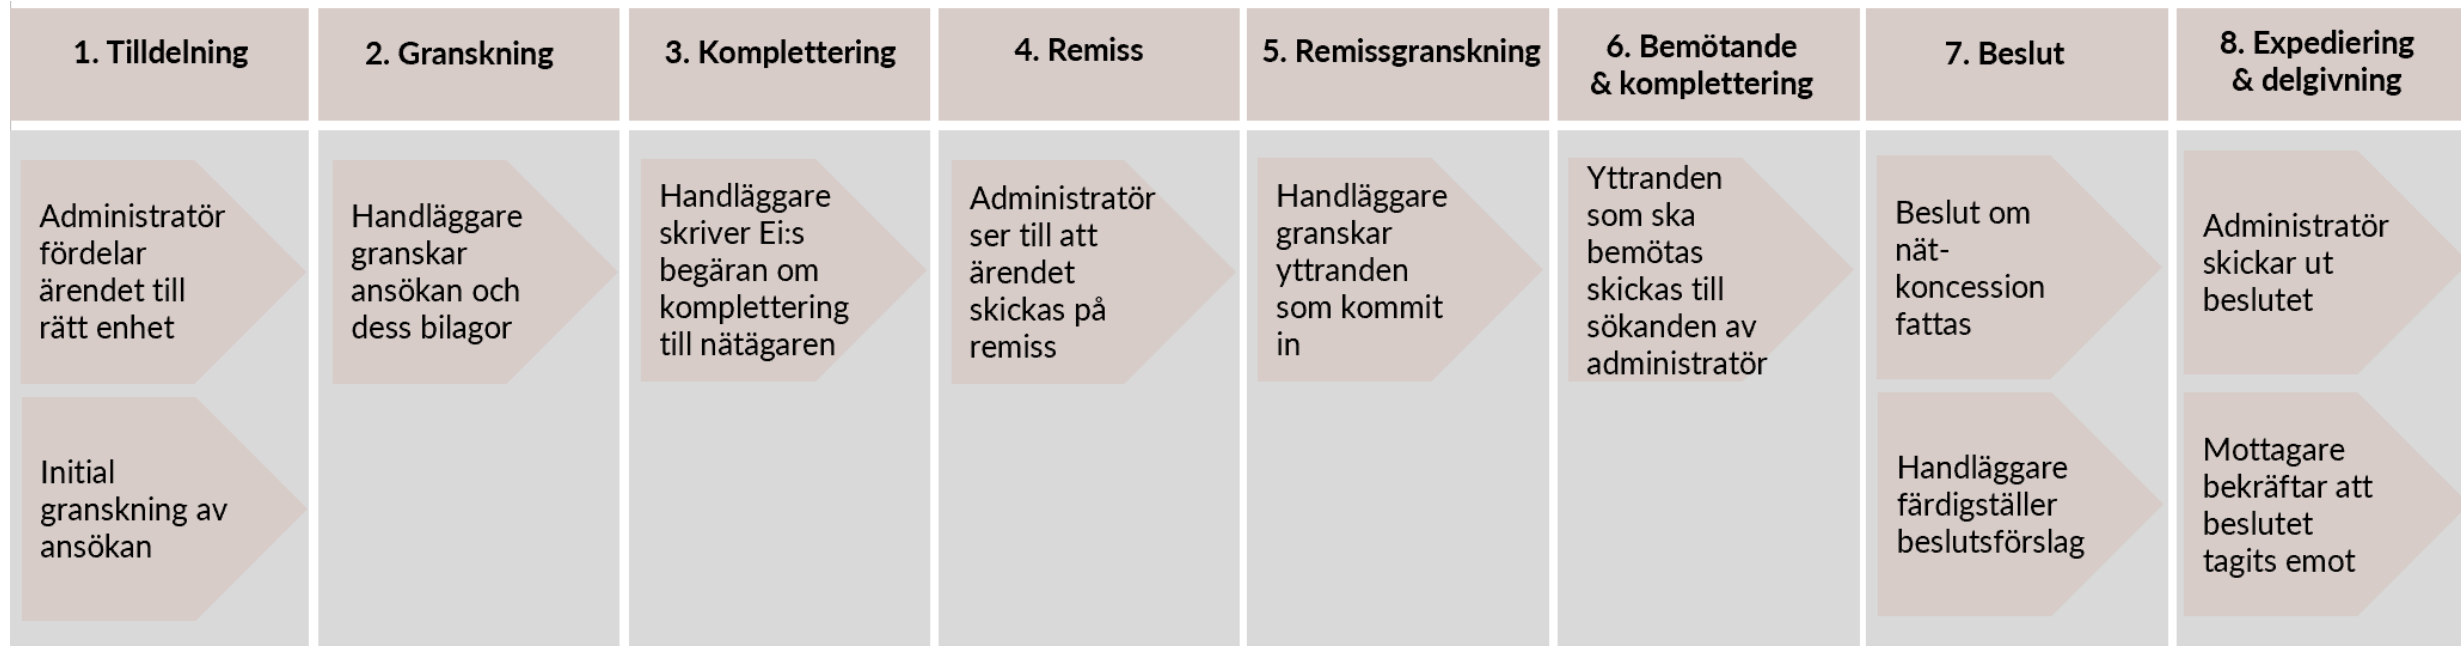 1. Tilldelning
Administratör
fördelar
ärendet till
rätt enhet
Initial
granskning av
ansökan
2. Granskning
Handläggare
granskar
ansökan och
dess bilagor
3. Komplettering
Handläggare
skriver Ei:s
begäran om
komplettering
till nätägaren
4. Remiss
Administratör
ser till att
ärendet
skickas på
remiss
5. Remissgranskning
Handläggare
granskar
yttranden
som kommit
in
6. Bemötande
& komplettering
Yttranden
som ska
bemötas
skickas till
sökanden av
administratör
7. Beslut
Beslut om
nät-
koncession
fattas
Handläggare
färdigställer
beslutsförslag
8. Expediering
& delgivning
Administratör
skickar ut
beslutet
Mottagare
bekräftar att
beslutet
tagits emot